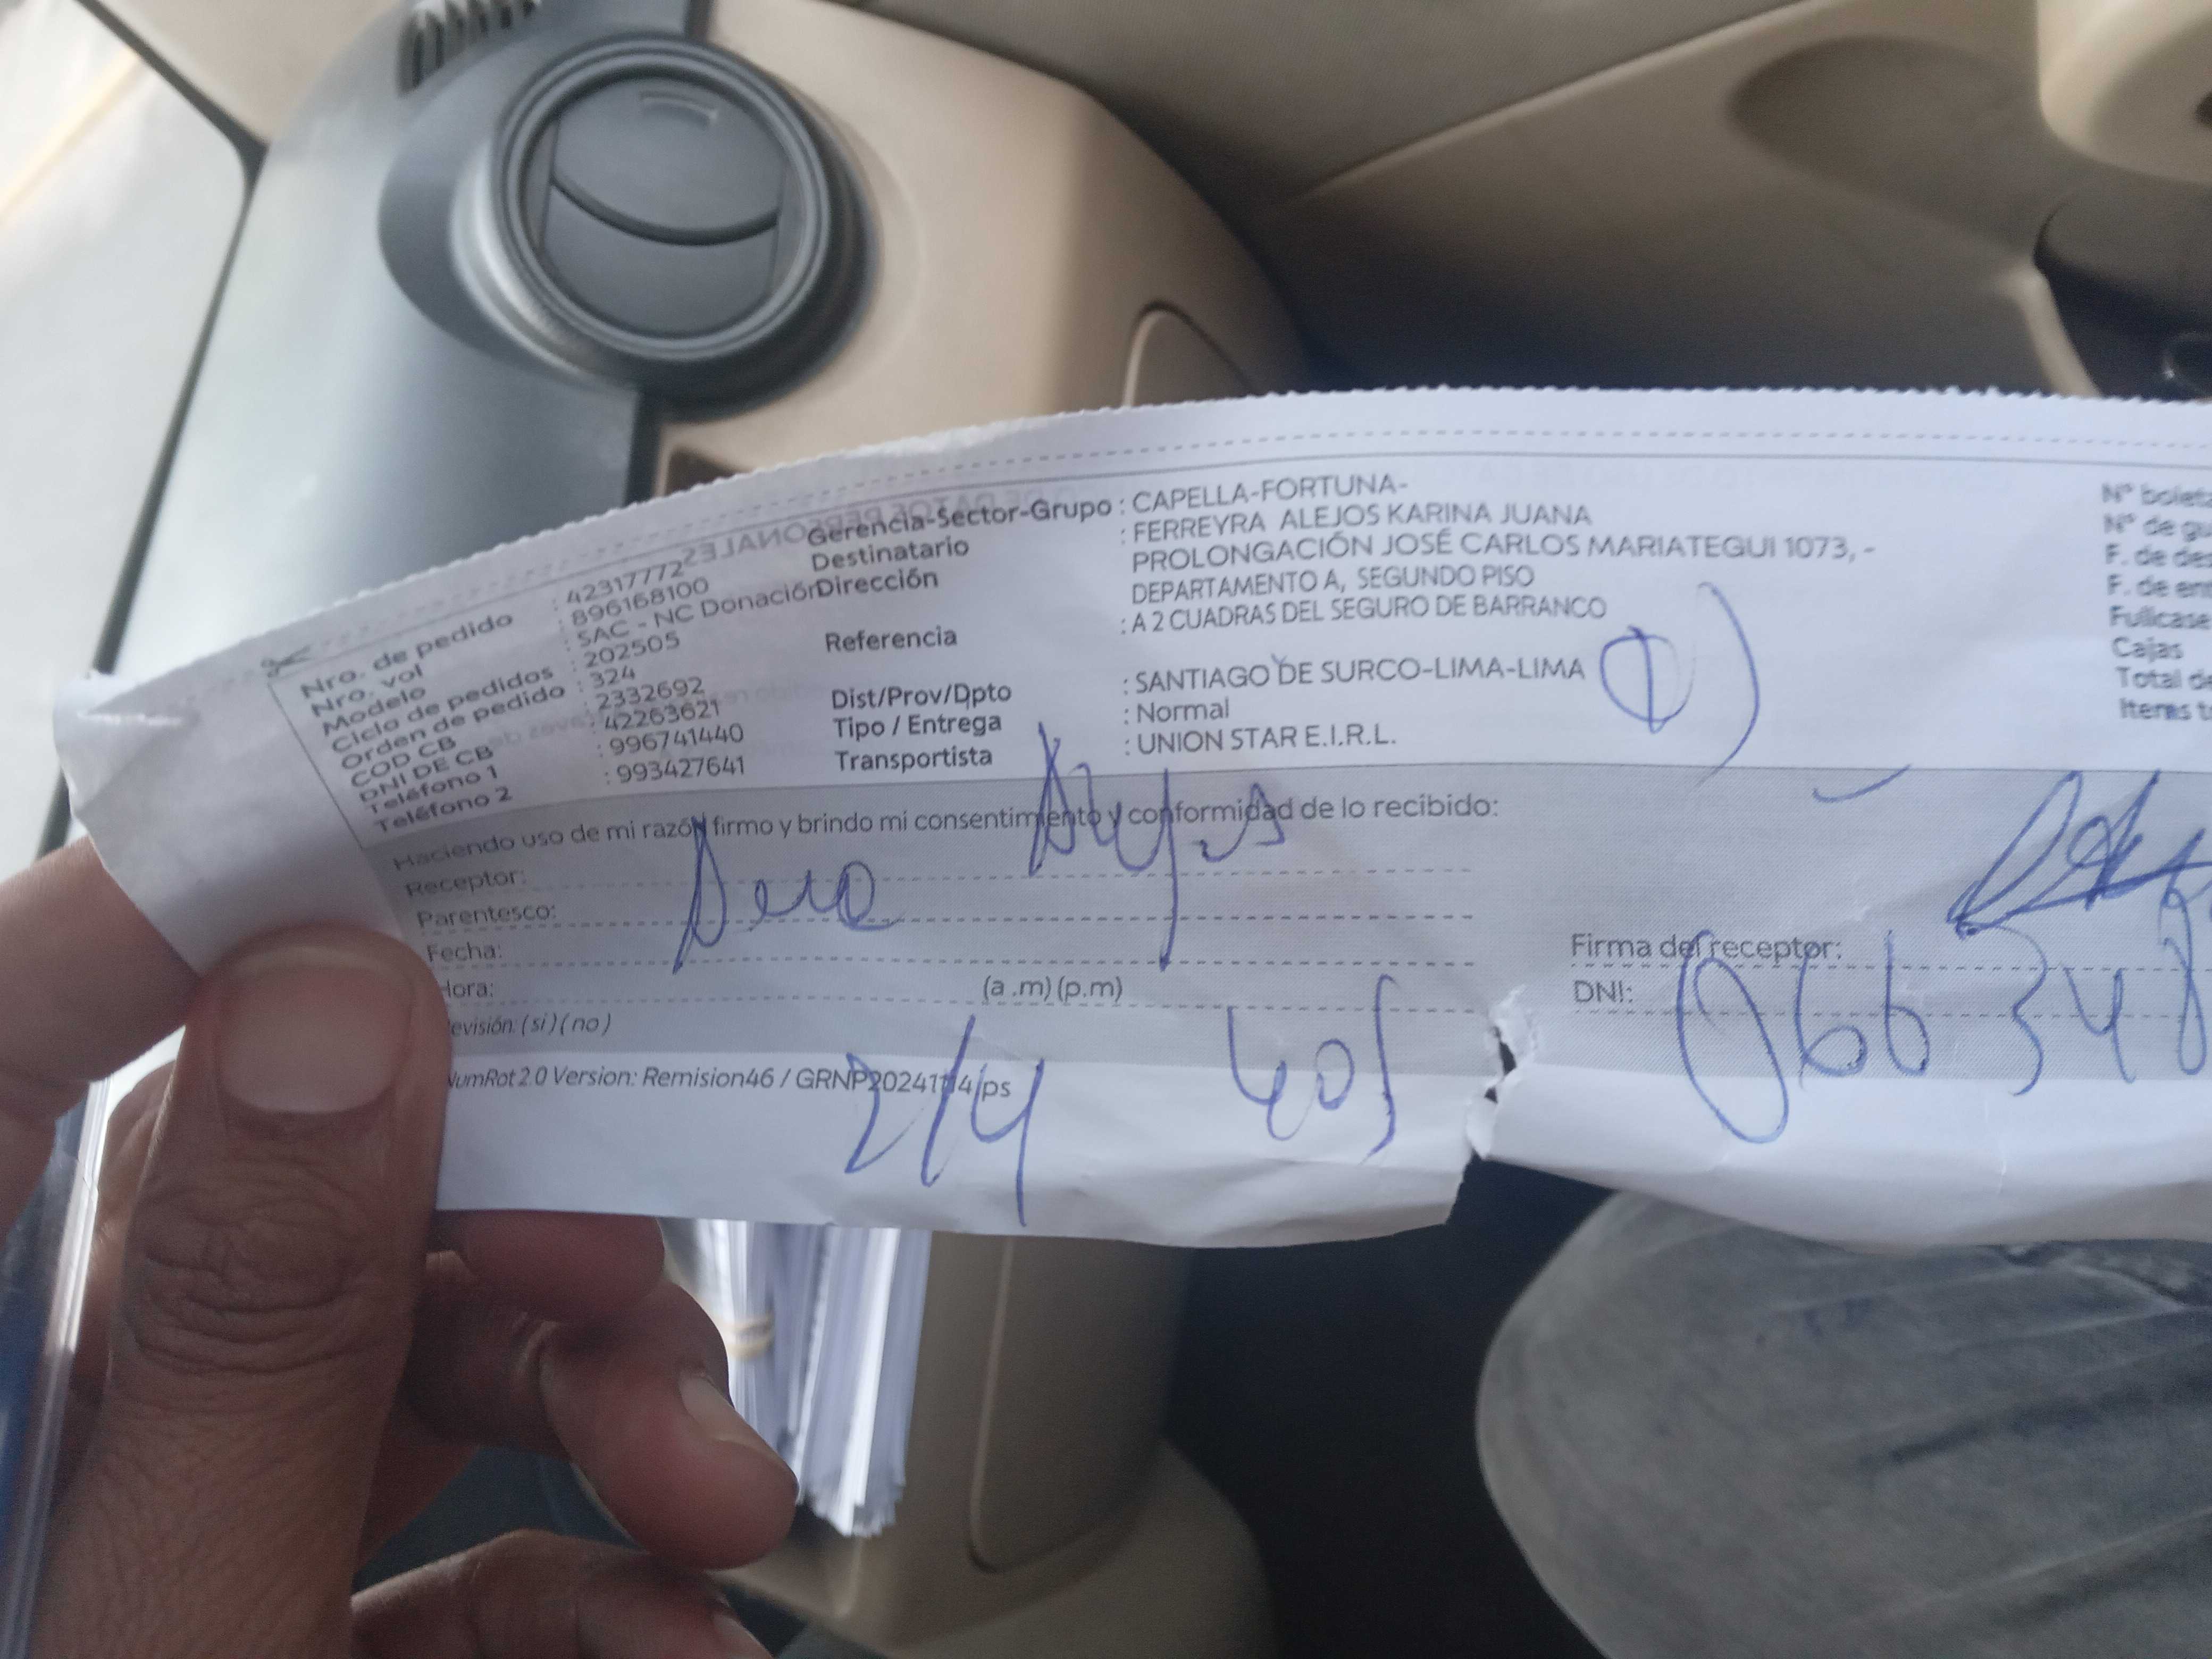 Nro. de pedido : 42317772
Nro. vol : 896168100
Modelo : SAC - NC Donación
Ciclo de pedidos : 202505
Orden de pedido : 324
COD CB : 2332692
DNI DE CB : 42263621
Teléfono 1 : 996741440
Teléfono 2 : 993427641
Gerencia-Sector-Grupo : CAPELLA-FORTUNA-
Destinatario : FERREYRA ALEJOS KARINA JUANA
Dirección PROLONGACIÓN JOSÉ CARLOS MARIATEGUI 1073, -
DEPARTAMENTO A, SEGUNDO PISO
Referencia : A 2 CUADRAS DEL SEGURO DE BARRANCO
Dist/Prov/Dpto : SANTIAGO DE SURCO-LIMA-LIMA
Tipo / Entrega : Normal
Transportista : UNION STAR E.I.R.L.
Nº bolet
Nº de gu
F. de des
F. de en
Fullcase
Cajas
Total de
Items t
Haciendo uso de mi razón firmo y brindo mi consentimiento y conformidad de lo recibido:
Receptor:
Parentesco:
Fecha:
Hora: (a .m) (p.m)
evisión: (si) (no)
Firma del receptor:
DNI: 066348
NumRot 2.0 Version: Remision46 / GRNP20241114/ps
2/4 405